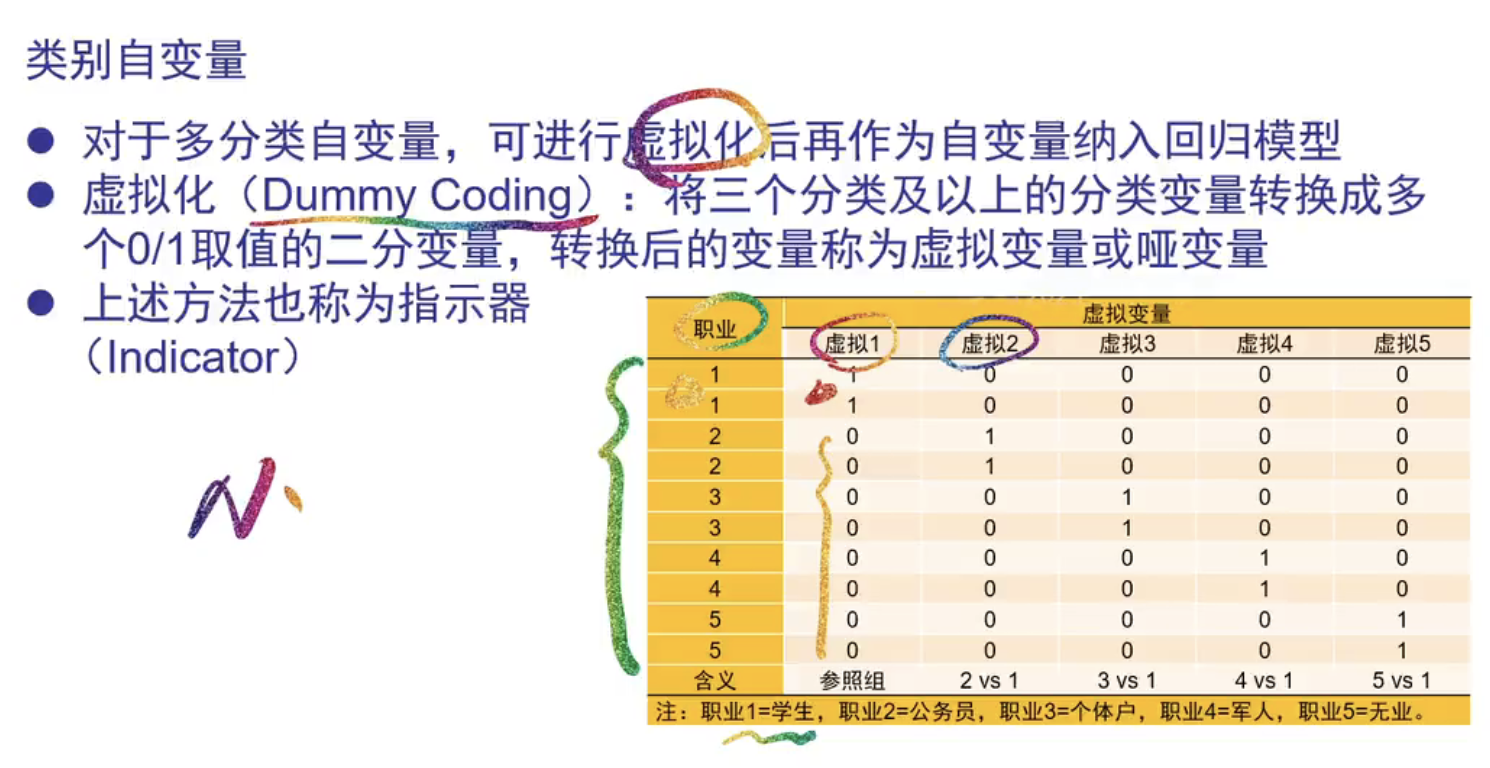 类别自变量
● 对于多分类自变量，可进行虚拟化后再作为自变量纳入回归模型
● 虚拟化（Dummy Coding）：将三个分类及以上的分类变量转换成多
个0/1取值的二分变量，转换后的变量称为虚拟变量或哑变量
● 上述方法也称为指示器
（Indicator）
职业 虚拟变量
虚拟1 虚拟2 虚拟3 虚拟4 虚拟5
1 1 0 0 0 0
1 1 0 0 0 0
2 0 1 0 0 0
2 0 1 0 0 0
3 0 0 1 0 0
3 0 0 1 0 0
4 0 0 0 1 0
4 0 0 0 1 0
5 0 0 0 0 1
5 0 0 0 0 1
含义 参照组 2 vs 1 3 vs 1 4 vs 1 5 vs 1
注：职业1=学生，职业2=公务员，职业3=个体户，职业4=军人，职业5=无业。